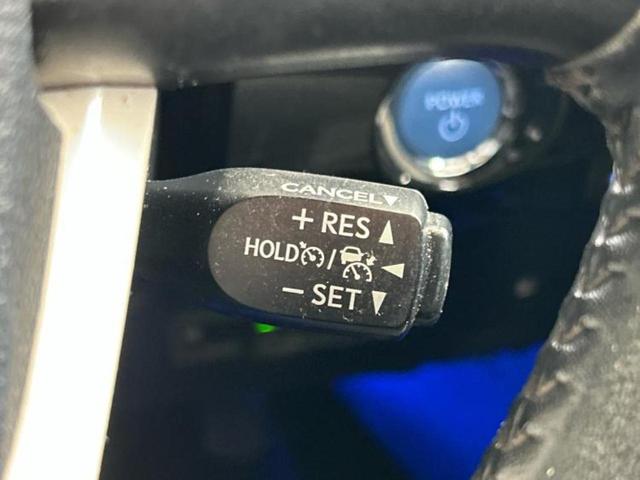 POWER
CANCEL▼
+ RES ▲
HOLD / ◀
− SET ▼